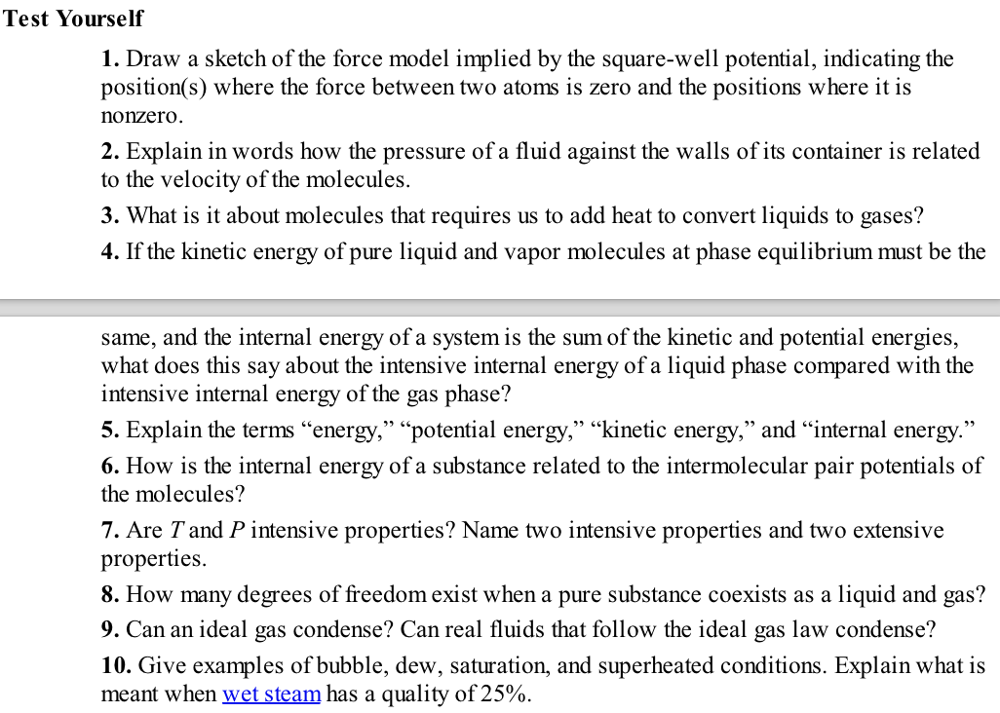 Test Yourself
1. Draw a sketch of the force model implied by the square-well potential, indicating the
position(s) where the force between two atoms is zero and the positions where it is
nonzero.
2. Explain in words how the pressure of a fluid against the walls of its container is related
to the velocity of the molecules.
3. What is it about molecules that requires us to add heat to convert liquids to gases?
4. If the kinetic energy of pure liquid and vapor molecules at phase equilibrium must be the
same, and the internal energy of a system is the sum of the kinetic and potential energies,
what does this say about the intensive internal energy of a liquid phase compared with the
intensive internal energy of the gas phase?
5. Explain the terms “energy,” “potential energy,” “kinetic energy,” and “internal energy.”
6. How is the internal energy of a substance related to the intermolecular pair potentials of
the molecules?
7. Are T and P intensive properties? Name two intensive properties and two extensive
properties.
8. How many degrees of freedom exist when a pure substance coexists as a liquid and gas?
9. Can an ideal gas condense? Can real fluids that follow the ideal gas law condense?
10. Give examples of bubble, dew, saturation, and superheated conditions. Explain what is
meant when wet steam has a quality of 25%.